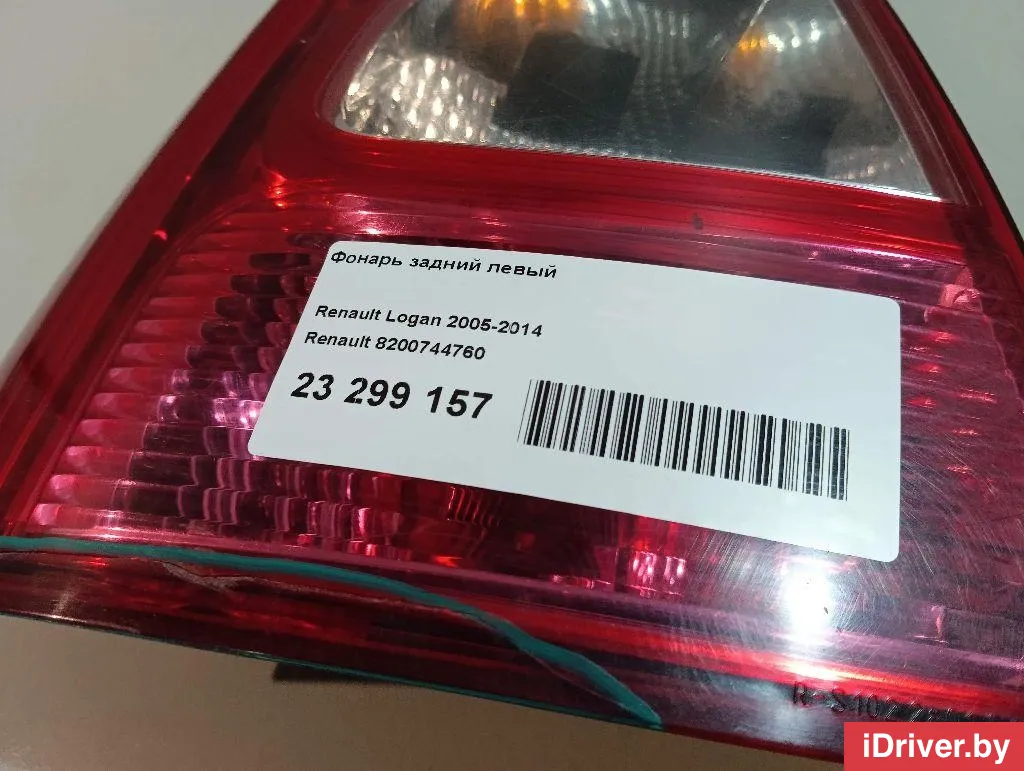 Фонарь задний левый
Renault Logan 2005-2014
Renault 8200744760
23 299 157
iDriver.by